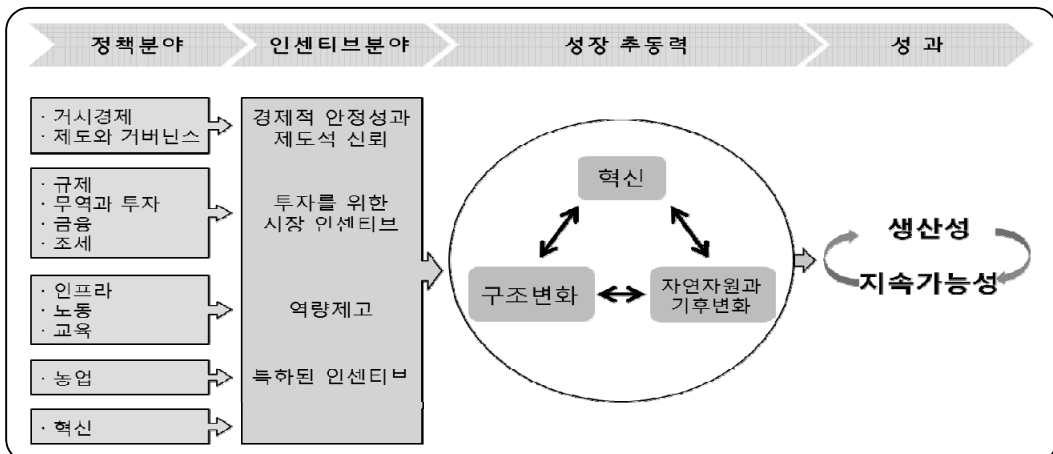 정책분야
인센티브분야
성장 추동력
성 과
· 거시경제
· 제도와 거버넌스
· 규제
· 무역과 투자
· 금융
· 조세
· 인프라
· 노동
· 교육
· 농업
· 혁신
경제적 안정성과
제도석 신뢰
투자를 위한
시장 인센티브
역량제고
특화된 인센티브
혁신
구조변화
자연자원과
기후변화
생산성
지속가능성